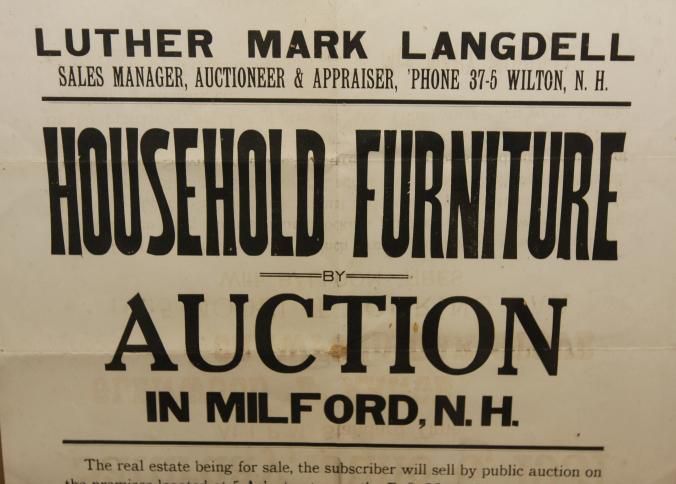 LUTHER MARK LANGDELL
SALES MANAGER, AUCTIONEER & APPRAISER, 'PHONE 37-5 WILTON, N. H.
HOUSEHOLD FURNITURE
BY
AUCTION
IN MILFORD, N. H.
The real estate being for sale, the subscriber will sell by public auction on